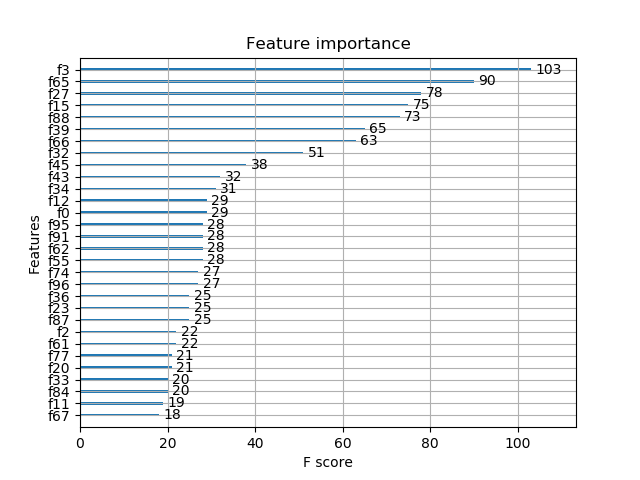 Feature importance
f3 103
f65 90
f27 78
f15 75
f88 73
f39 65
f66 63
f32 51
f45 38
f43 32
f34 31
f12 29
f0 29
f95 28
f91 28
f62 28
f55 28
f74 27
f96 27
f36 25
f23 25
f87 25
f2 22
f61 22
f77 21
f20 21
f33 20
f84 20
f11 19
f67 18
Features
0 20 40 60 80 100
F score